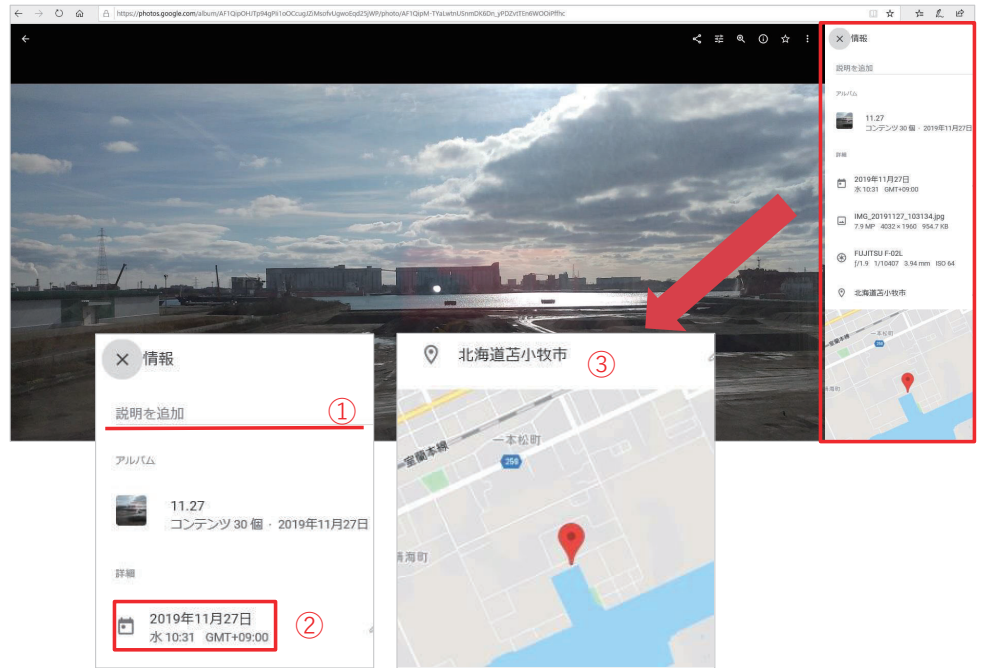 https://photos.google.com/album/AF1QipOHJTp94gPii1oOCcugJZiMsofvUgwoEqd25jWP/photo/AF1QipM-TYaLwtnUSnmDK6Dn_yPDZvtTEn6WOOiPffhc
情報
説明を追加
アルバム
11.27
コンテンツ 30 個 · 2019年11月27日
詳細
2019年11月27日
水 10:31 GMT+09:00
IMG_20191127_103134.jpg
7.9 MP 4032 × 1960 954.7 KB
FUJITSU F-02L
f/1.9 1/10407 3.94 mm ISO 64
北海道苫小牧市
一本松町
室蘭本線
259
情報
説明を追加
①
アルバム
11.27
コンテンツ 30 個 · 2019年11月27日
詳細
2019年11月27日
水 10:31 GMT+09:00
②
北海道苫小牧市
③
一本松町
室蘭本線
259
海町